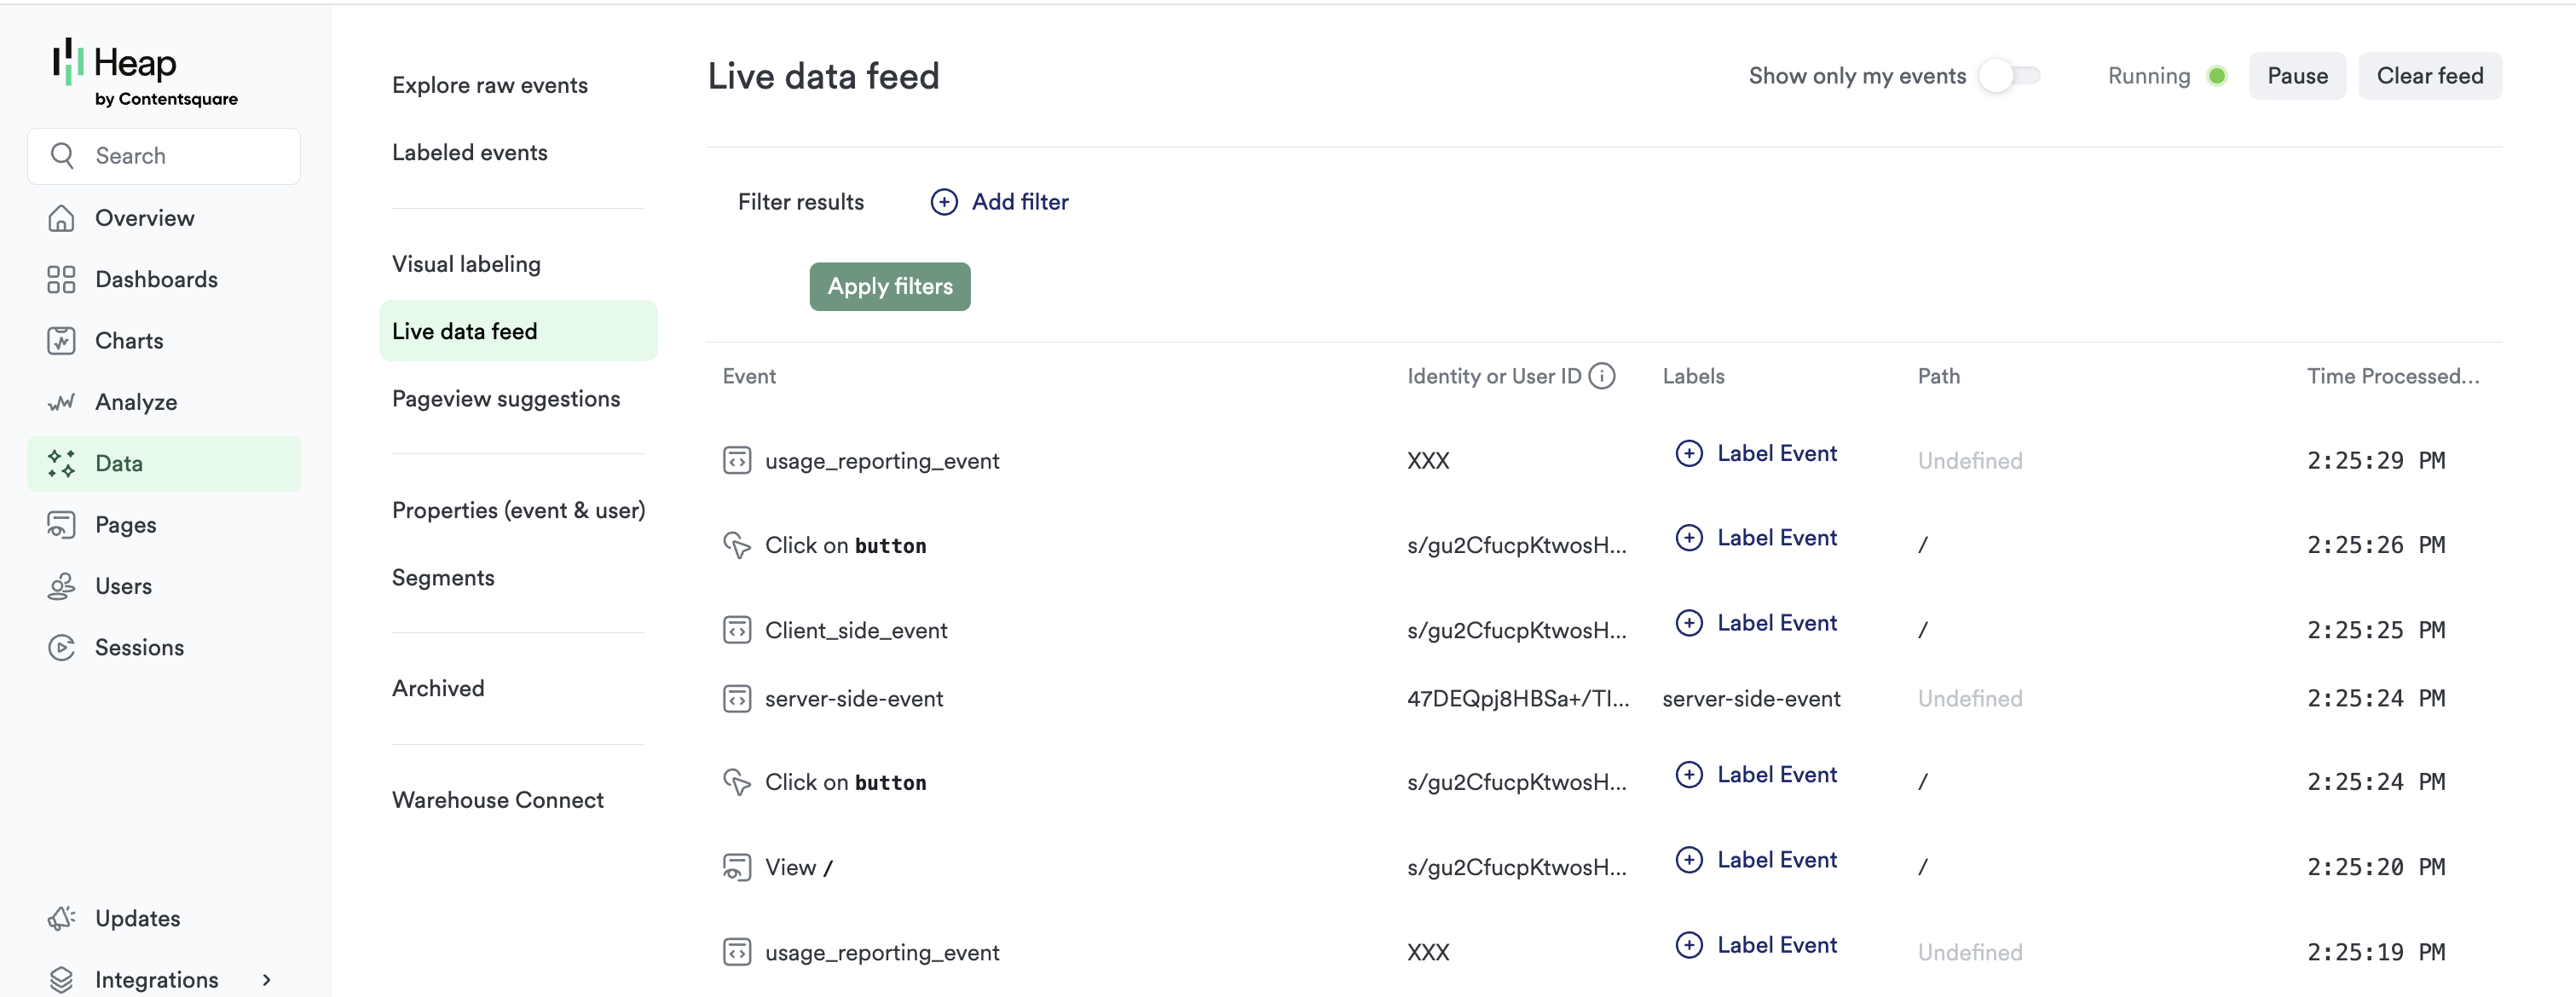 Heap
by Contentsquare
Search
Overview
Dashboards
Charts
Analyze
Data
Pages
Users
Sessions
Updates
Integrations
Explore raw events
Labeled events
Visual labeling
Live data feed
Pageview suggestions
Properties (event & user)
Segments
Archived
Warehouse Connect
Live data feed
Show only my events Running Pause Clear feed
Filter results Add filter
Apply filters
Event Identity or User ID Labels Path Time Processed...
usage_reporting_event XXX Label Event Undefined 2:25:29 PM
Click on button s/gu2CfucpKtwosH... Label Event / 2:25:26 PM
Client_side_event s/gu2CfucpKtwosH... Label Event / 2:25:25 PM
server-side-event 47DEQpj8HBSa+/TI... server-side-event Undefined 2:25:24 PM
Click on button s/gu2CfucpKtwosH... Label Event / 2:25:24 PM
View / s/gu2CfucpKtwosH... Label Event / 2:25:20 PM
usage_reporting_event XXX Label Event Undefined 2:25:19 PM